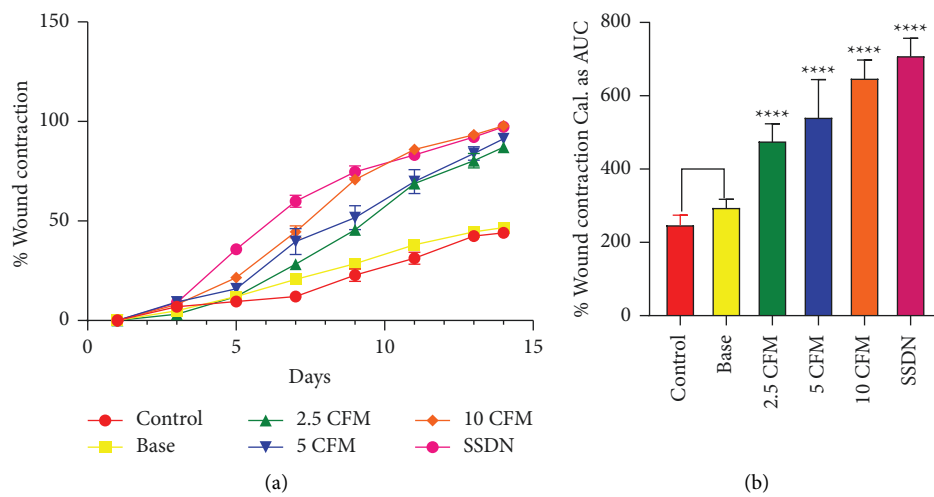 150
100
50
0
% Wound contraction
0 5 10 15
Days
Control 2.5 CFM 10 CFM
Base 5 CFM SSDN
(a)
800
600
400
200
0
% Wound contraction Cal. as AUC
****
****
****
****
Control
Base
2.5 CFM
5 CFM
10 CFM
SSDN
(b)